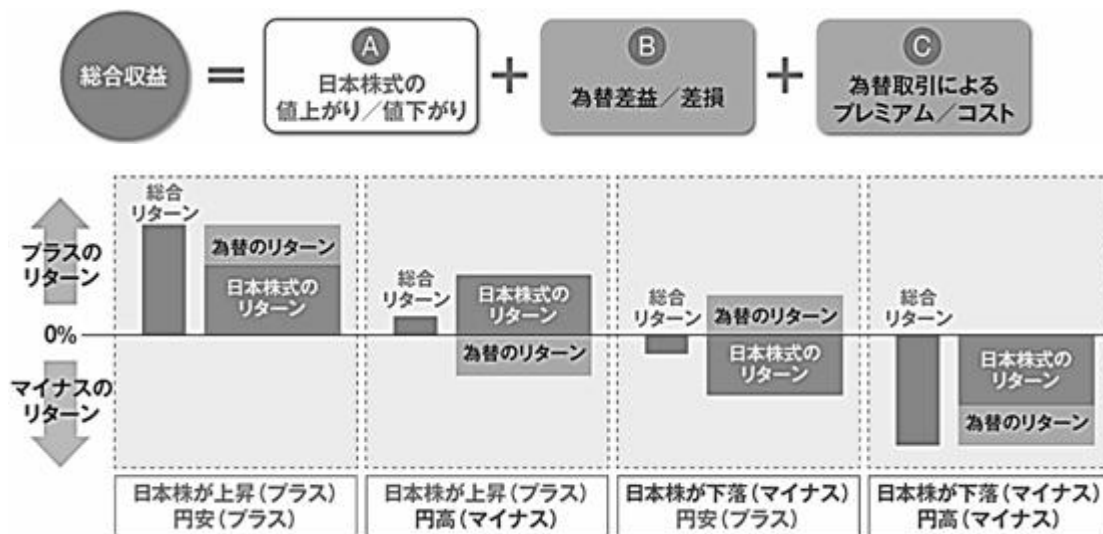 総合収益
=
A
日本株式の
値上がり／値下がり
+
B
為替差益／差損
+
C
為替取引による
プレミアム／コスト
プラスの
リターン
0%
マイナスの
リターン
総合
リターン
為替のリターン
日本株式の
リターン
総合
リターン
日本株式の
リターン
為替のリターン
総合
リターン
為替のリターン
日本株式の
リターン
総合
リターン
日本株式の
リターン
為替のリターン
日本株が上昇（プラス）
円安（プラス）
日本株が上昇（プラス）
円高（マイナス）
日本株が下落（マイナス）
円安（プラス）
日本株が下落（マイナス）
円高（マイナス）